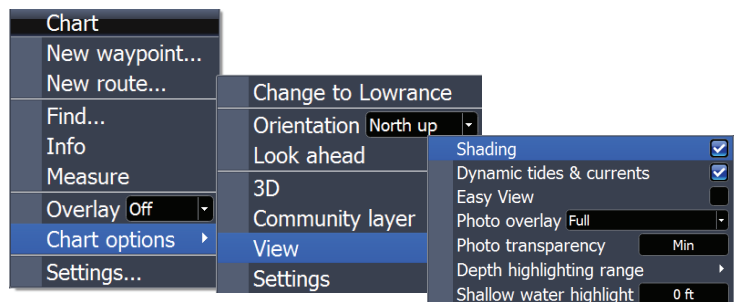 Chart
New waypoint...
New route...
Find...
Info
Measure
Overlay Off
Chart options
Settings...
Change to Lowrance
Orientation North up
Look ahead
3D
Community layer
View
Settings
Shading
Dynamic tides & currents
Easy View
Photo overlay Full
Photo transparency Min
Depth highlighting range
Shallow water highlight 0 ft